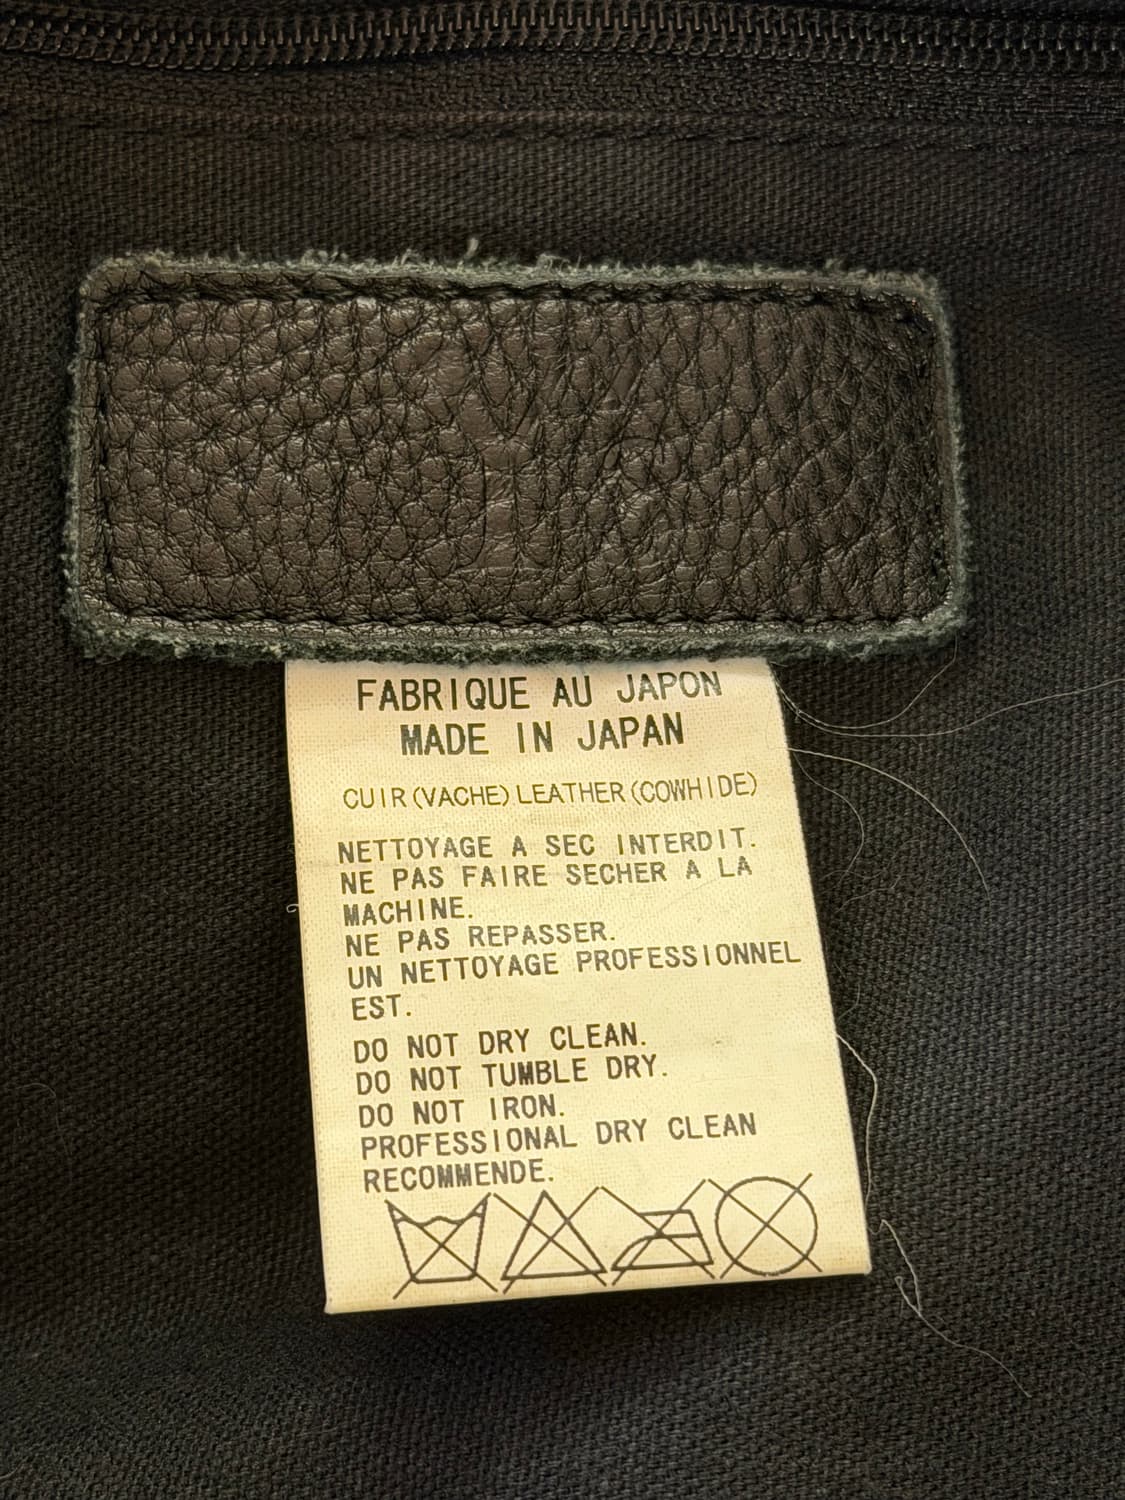 FABRIQUE AU JAPON
MADE IN JAPAN
CUIR(VACHE)LEATHER(COWHIDE)
NETTOYAGE A SEC INTERDIT.
NE PAS FAIRE SECHER A LA
MACHINE.
NE PAS REPASSER.
UN NETTOYAGE PROFESSIONNEL
EST.
DO NOT DRY CLEAN.
DO NOT TUMBLE DRY.
DO NOT IRON.
PROFESSIONAL DRY CLEAN
RECOMMENDE.